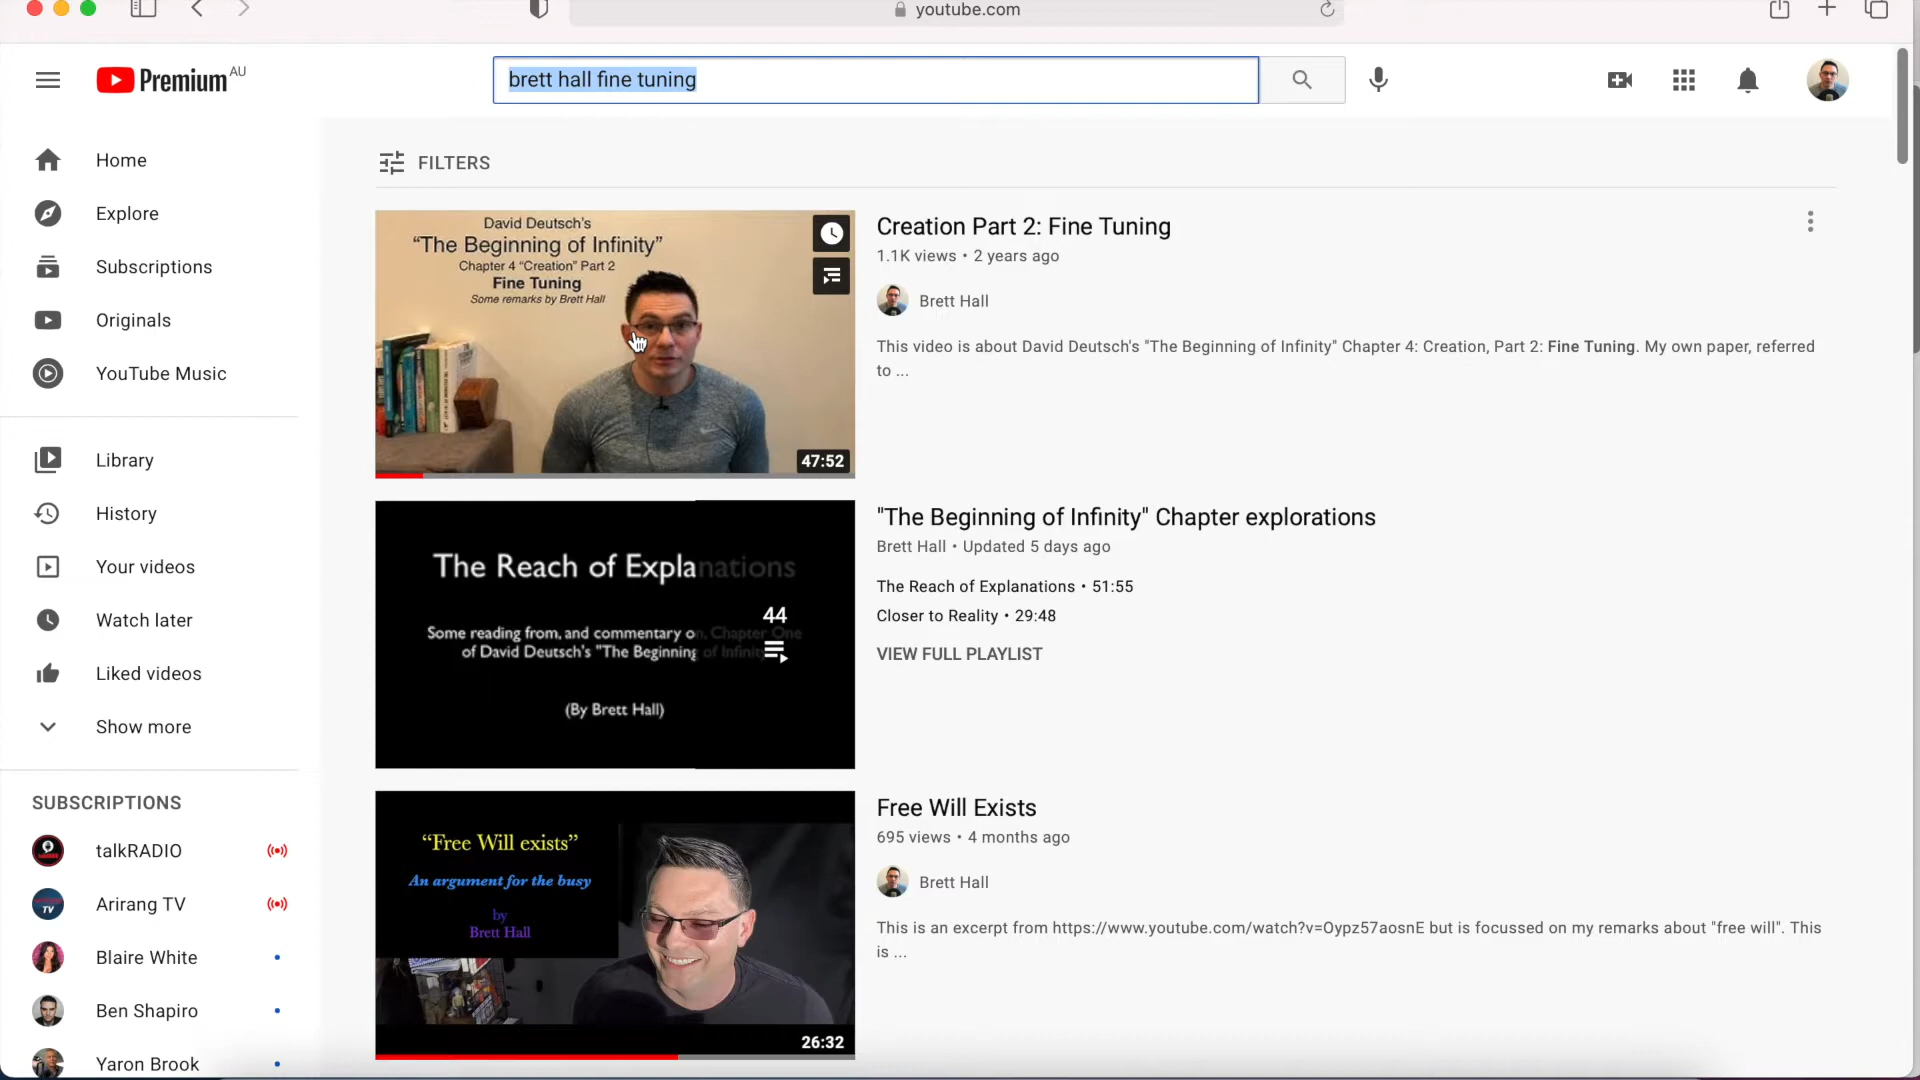 youtube.com
Premium AU
brett hall fine tuning
Home
Explore
Subscriptions
Originals
YouTube Music
Library
History
Your videos
Watch later
Liked videos
Show more
SUBSCRIPTIONS
talkRADIO
Arirang TV
Blaire White
Ben Shapiro
Yaron Brook
FILTERS
David Deutsch's
“The Beginning of Infinity”
Chapter 4 “Creation” Part 2
Fine Tuning
Some remarks by Brett Hall
47:52
Creation Part 2: Fine Tuning
1.1K views • 2 years ago
Brett Hall
This video is about David Deutsch's "The Beginning of Infinity" Chapter 4: Creation, Part 2: Fine Tuning. My own paper, referred
to ...
The Reach of Explanations
Some reading from, and commentary on, Chapter One
of David Deutsch's "The Beginning of Infinity
(By Brett Hall)
44
"The Beginning of Infinity" Chapter explorations
Brett Hall • Updated 5 days ago
The Reach of Explanations • 51:55
Closer to Reality • 29:48
VIEW FULL PLAYLIST
“Free Will exists”
An argument for the busy
by
Brett Hall
26:32
Free Will Exists
695 views • 4 months ago
Brett Hall
This is an excerpt from https://www.youtube.com/watch?v=Oypz57aosnE but is focussed on my remarks about "free will". This
is ...